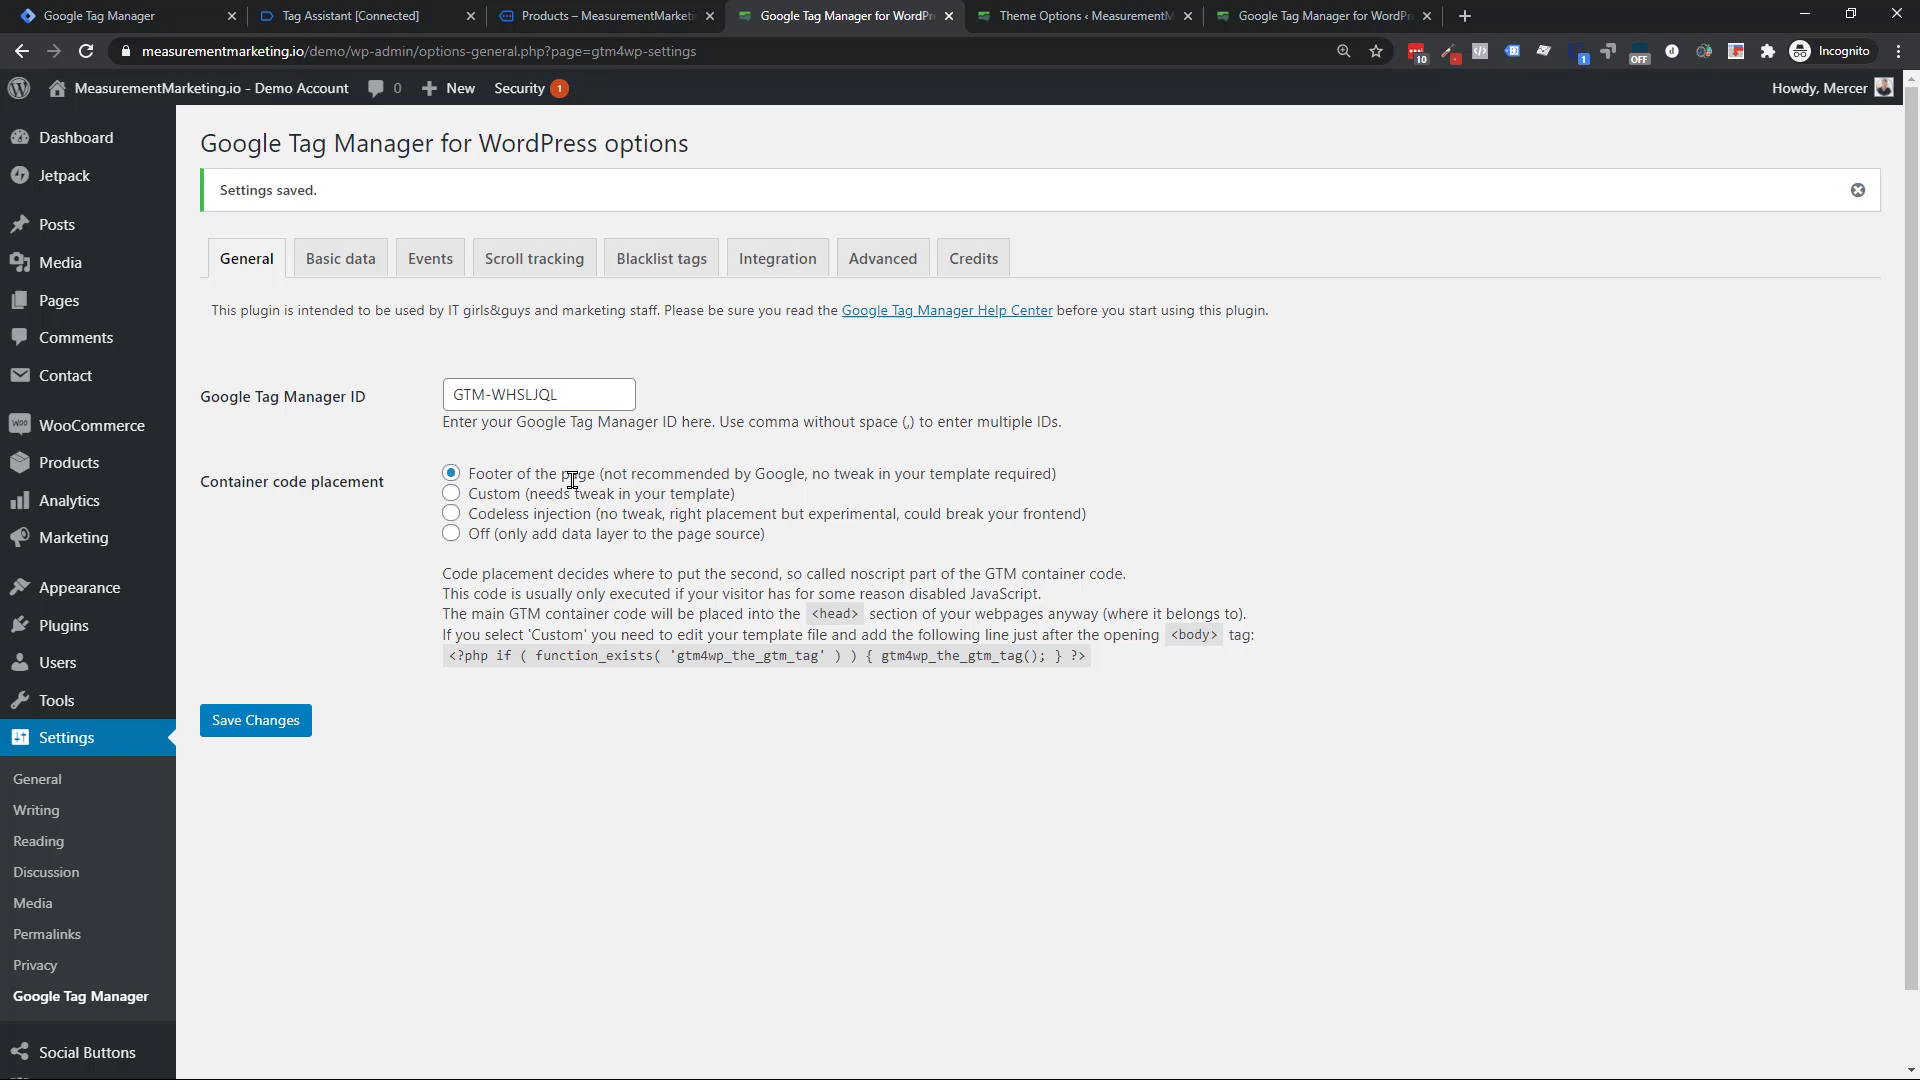 Google Tag Manager
Tag Assistant [Connected]
Products – MeasurementMarketi
Google Tag Manager for WordPr
Theme Options ‹ MeasurementM
Google Tag Manager for WordPr
measurementmarketing.io/demo/wp-admin/options-general.php?page=gtm4wp-settings
10
1
OFF
Incognito
MeasurementMarketing.io - Demo Account
0
New
Security 1
Howdy, Mercer
Dashboard
Jetpack
Posts
Media
Pages
Comments
Contact
WooCommerce
Products
Analytics
Marketing
Appearance
Plugins
Users
Tools
Settings
General
Writing
Reading
Discussion
Media
Permalinks
Privacy
Google Tag Manager
Social Buttons
Google Tag Manager for WordPress options
Settings saved.
General
Basic data
Events
Scroll tracking
Blacklist tags
Integration
Advanced
Credits
This plugin is intended to be used by IT girls&guys and marketing staff. Please be sure you read the Google Tag Manager Help Center before you start using this plugin.
Google Tag Manager ID
GTM-WHSLJQL
Enter your Google Tag Manager ID here. Use comma without space (,) to enter multiple IDs.
Container code placement
Footer of the page (not recommended by Google, no tweak in your template required)
Custom (needs tweak in your template)
Codeless injection (no tweak, right placement but experimental, could break your frontend)
Off (only add data layer to the page source)
Code placement decides where to put the second, so called noscript part of the GTM container code.
This code is usually only executed if your visitor has for some reason disabled JavaScript.
The main GTM container code will be placed into the <head> section of your webpages anyway (where it belongs to).
If you select 'Custom' you need to edit your template file and add the following line just after the opening <body> tag:
<?php if ( function_exists( 'gtm4wp_the_gtm_tag' ) ) { gtm4wp_the_gtm_tag(); } ?>
Save Changes